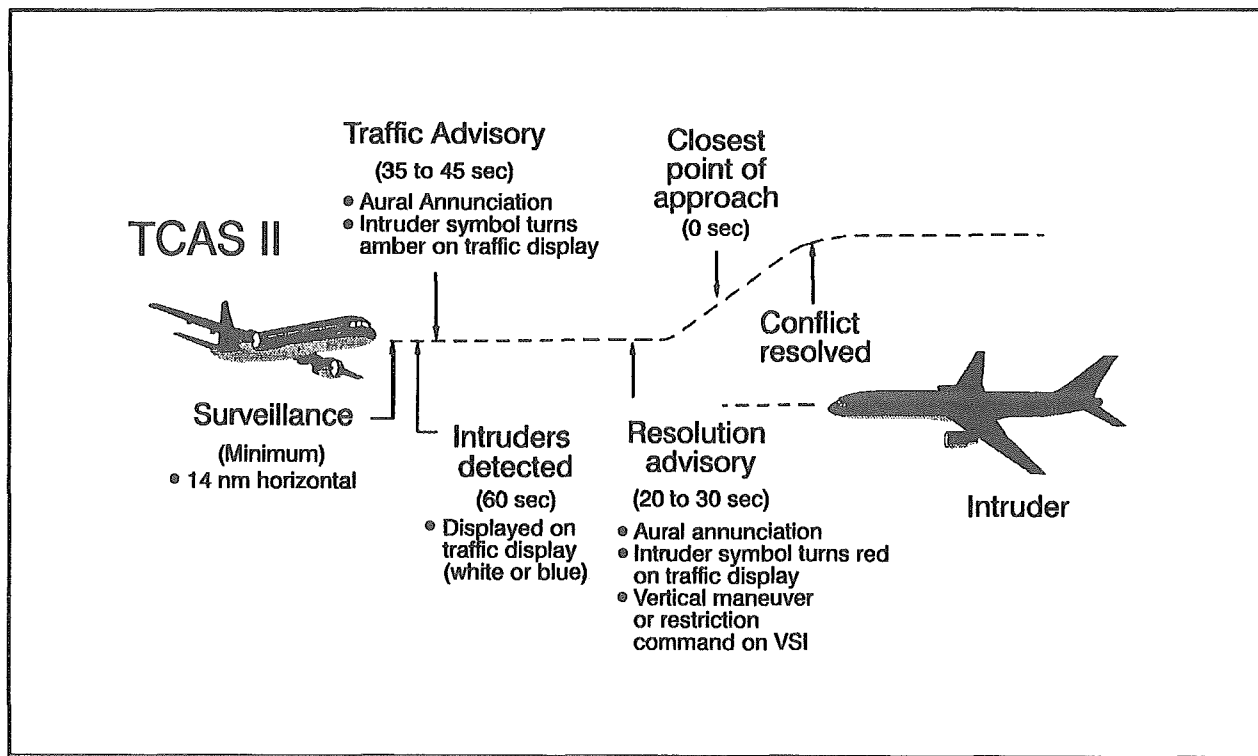 TCAS II
Traffic Advisory
(35 to 45 sec)
• Aural Annunciation
• Intruder symbol turns
amber on traffic display
Closest
point of
approach
(0 sec)
Conflict
resolved
Surveillance
(Minimum)
• 14 nm horizontal
Intruders
detected
(60 sec)
• Displayed on
traffic display
(white or blue)
Resolution
advisory
(20 to 30 sec)
• Aural annunciation
• Intruder symbol turns red
on traffic display
• Vertical maneuver
or restriction
command on VSI
Intruder